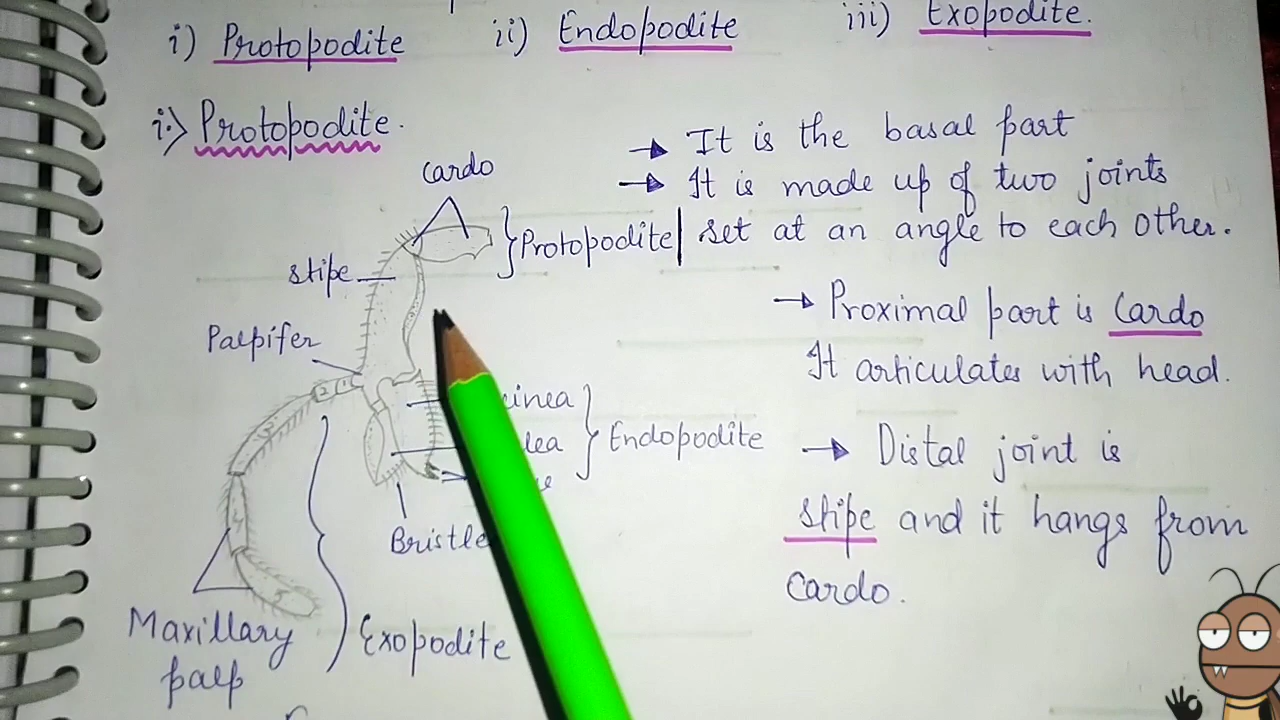 i) Protopodite ii) Endopodite iii) Exopodite.
i.> Protopodite.
→ It is the basal part
→ It is made up of two joints
set at an angle to each other.
→ Proximal part is Cardo
It articulates with head.
→ Distal joint is
stipe and it hangs from
Cardo.
Cardo
Protopodite
stipe
Palpifer
Endopodite
Maxillary
palp
Exopodite